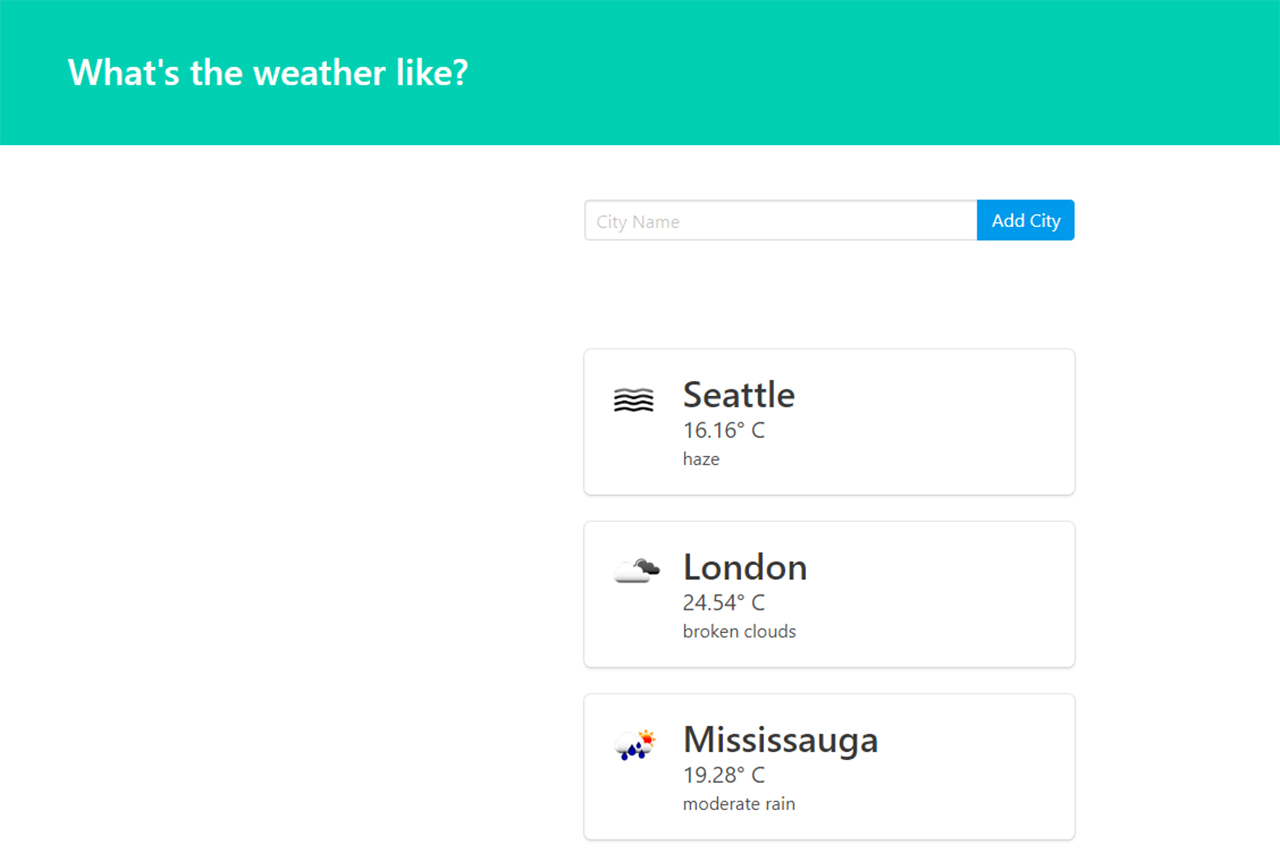 What's the weather like?
City Name
Add City
Seattle
16.16° C
haze
London
24.54° C
broken clouds
Mississauga
19.28° C
moderate rain